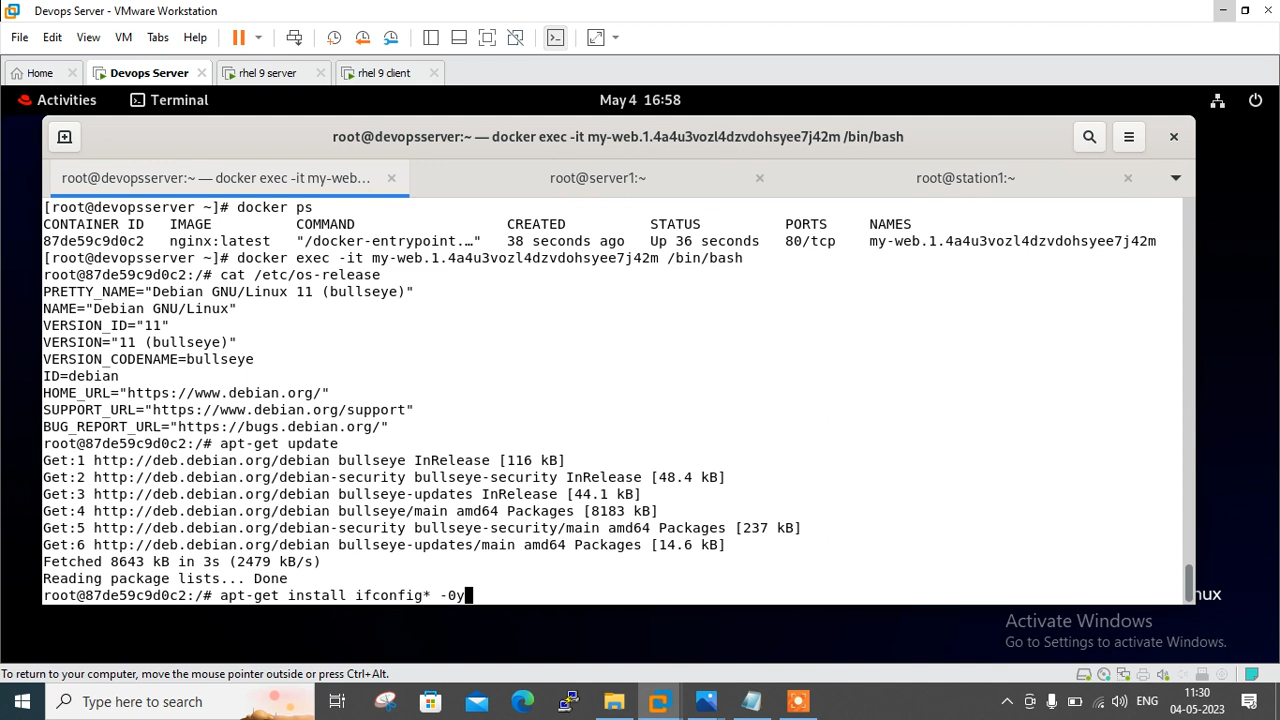 Devops Server - VMware Workstation
File Edit View VM Tabs Help
Home Devops Server rhel 9 server rhel 9 client
Activities Terminal May 4 16:58
root@devopsserver:~ — docker exec -it my-web.1.4a4u3vozl4dzvdohsyee7j42m /bin/bash
root@devopsserver:~ — docker exec -it my-web... root@server1:~ root@station1:~
[root@devopsserver ~]# docker ps
CONTAINER ID IMAGE COMMAND CREATED STATUS PORTS NAMES
87de59c9d0c2 nginx:latest "/docker-entrypoint.…" 38 seconds ago Up 36 seconds 80/tcp my-web.1.4a4u3vozl4dzvdohsyee7j42m
[root@devopsserver ~]# docker exec -it my-web.1.4a4u3vozl4dzvdohsyee7j42m /bin/bash
root@87de59c9d0c2:/# cat /etc/os-release
PRETTY_NAME="Debian GNU/Linux 11 (bullseye)"
NAME="Debian GNU/Linux"
VERSION_ID="11"
VERSION="11 (bullseye)"
VERSION_CODENAME=bullseye
ID=debian
HOME_URL="https://www.debian.org/"
SUPPORT_URL="https://www.debian.org/support"
BUG_REPORT_URL="https://bugs.debian.org/"
root@87de59c9d0c2:/# apt-get update
Get:1 http://deb.debian.org/debian bullseye InRelease [116 kB]
Get:2 http://deb.debian.org/debian-security bullseye-security InRelease [48.4 kB]
Get:3 http://deb.debian.org/debian bullseye-updates InRelease [44.1 kB]
Get:4 http://deb.debian.org/debian bullseye/main amd64 Packages [8183 kB]
Get:5 http://deb.debian.org/debian-security bullseye-security/main amd64 Packages [237 kB]
Get:6 http://deb.debian.org/debian bullseye-updates/main amd64 Packages [14.6 kB]
Fetched 8643 kB in 3s (2479 kB/s)
Reading package lists... Done
root@87de59c9d0c2:/# apt-get install ifconfig* -0y
nux
Activate Windows
Go to Settings to activate Windows.
To return to your computer, move the mouse pointer outside or press Ctrl+Alt.
Type here to search
ENG
11:30
04-05-2023